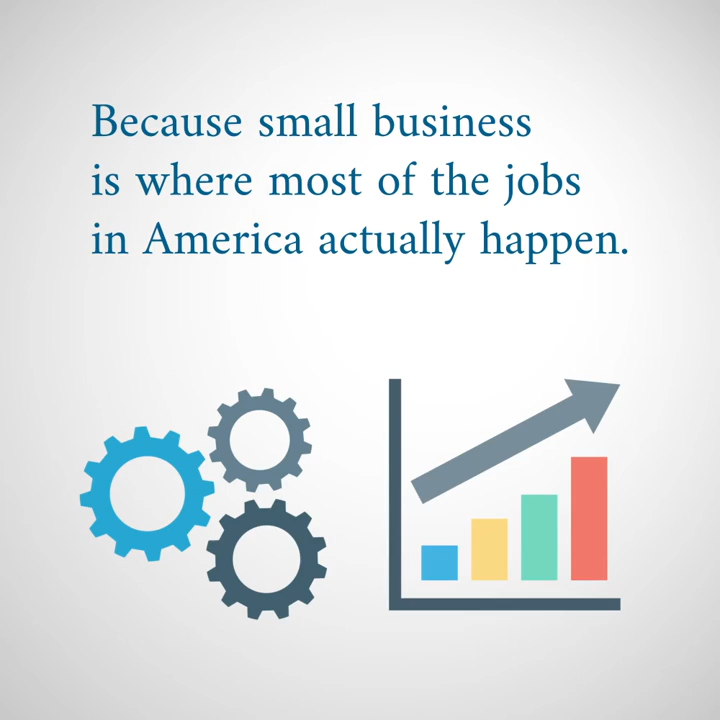 Because small business
is where most of the jobs
in America actually happen.